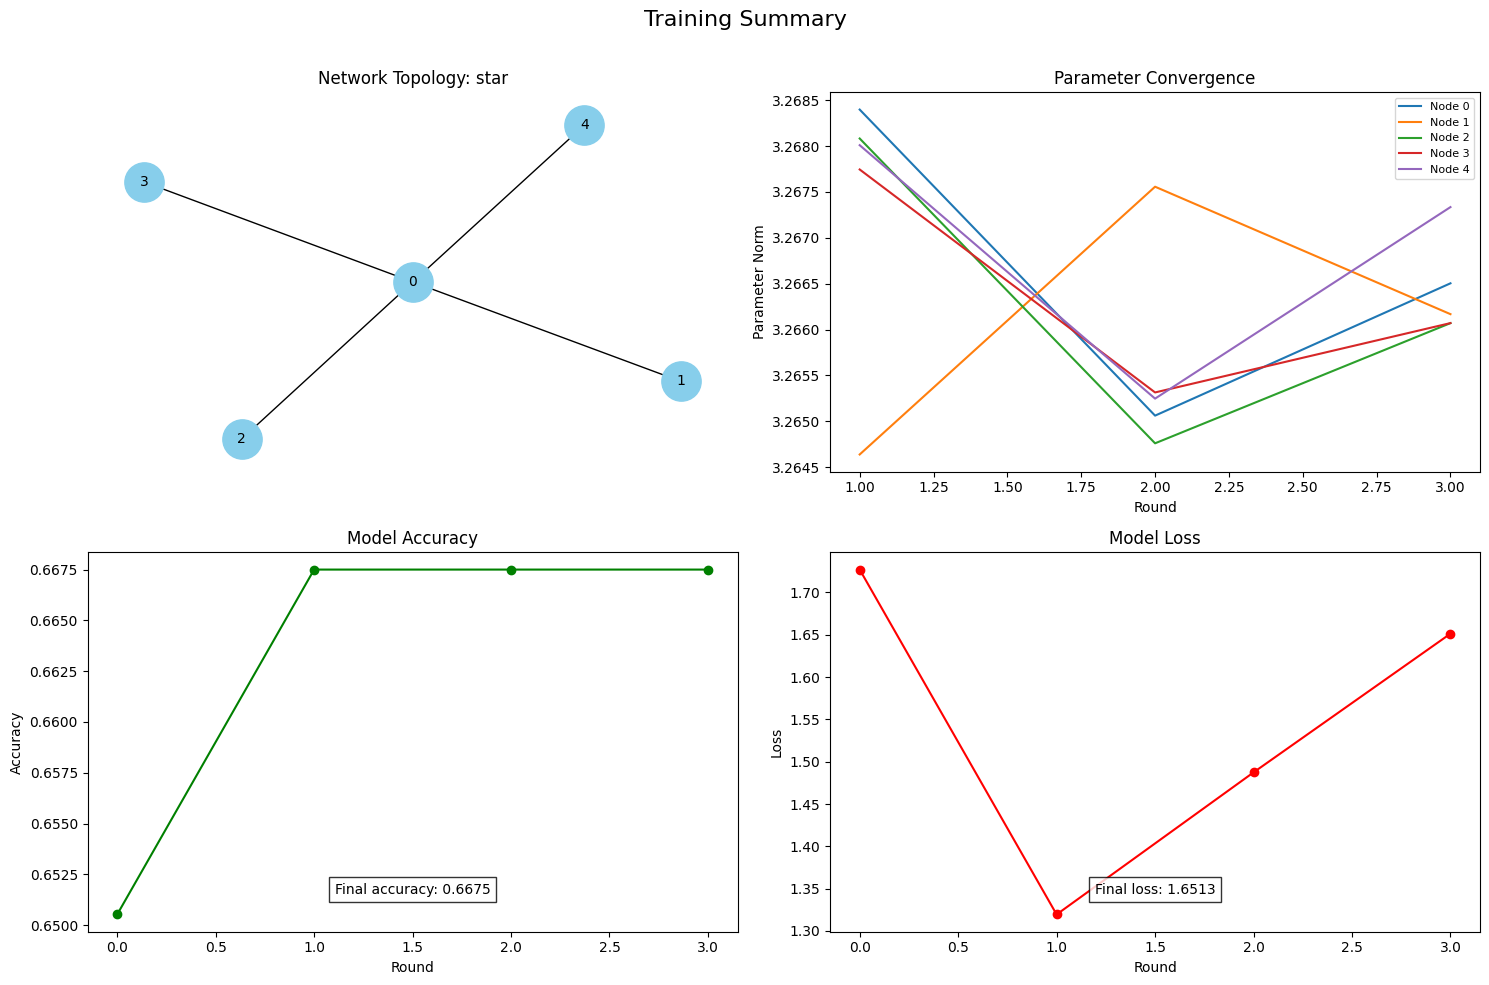 Training Summary
Network Topology: star
4
3
0
1
2
Parameter Convergence
Node 0
Node 1
Node 2
Node 3
Node 4
Parameter Norm
3.2685
3.2680
3.2675
3.2670
3.2665
3.2660
3.2655
3.2650
3.2645
1.00 1.25 1.50 1.75 2.00 2.25 2.50 2.75 3.00
Round
Model Accuracy
Accuracy
0.6675
0.6650
0.6625
0.6600
0.6575
0.6550
0.6525
0.6500
Final accuracy: 0.6675
0.0 0.5 1.0 1.5 2.0 2.5 3.0
Round
Model Loss
Loss
1.70
1.65
1.60
1.55
1.50
1.45
1.40
1.35
1.30
Final loss: 1.6513
0.0 0.5 1.0 1.5 2.0 2.5 3.0
Round